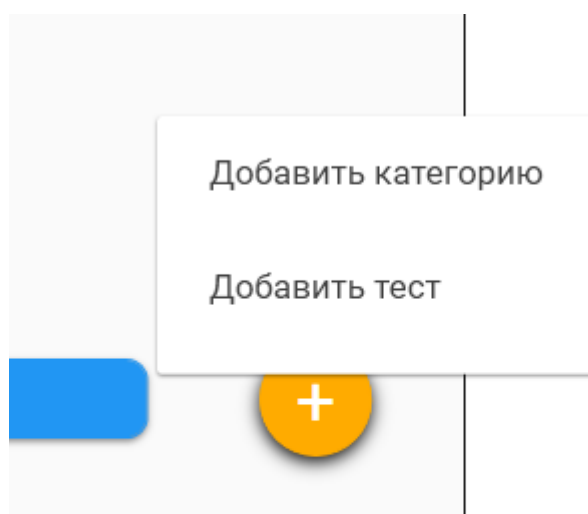 Добавить категорию
Добавить тест
+